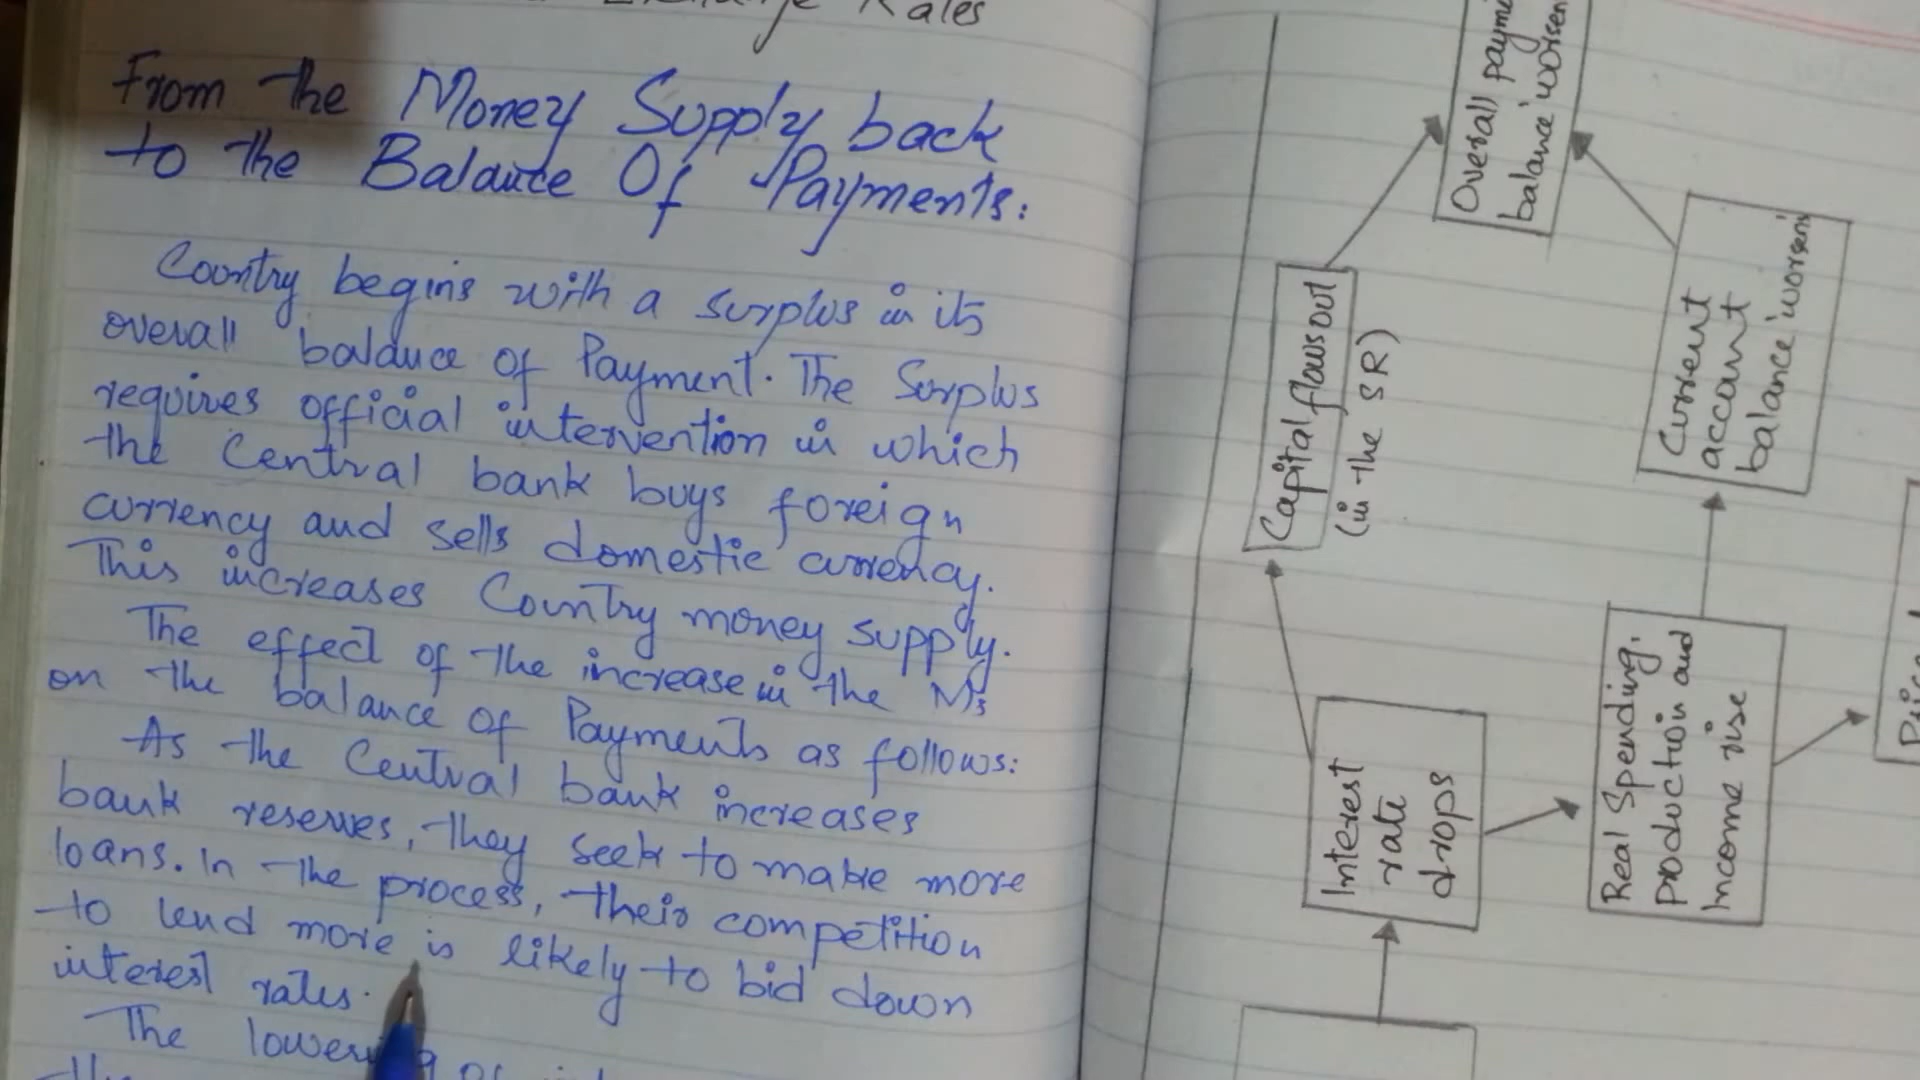 Rales
From the Money Supply back
to the Balance Of Payments:
Country begins with a surplus in its
overall balance of Payment. The Surplus
requires official intervention in which
the Central bank buys foreign
currency and sells domestic currency.
This increases Country money supply.
The effect of the increase in the Ms
on the balance of Payments as follows:
As the Central bank increases
bank reserves, they seek to make more
loans. In the process, their competition
to lend more is likely to bid down
interest rates.
The
the
Overall
balance 'worsen
Capital flows out
(in the SR)
Current
account
balance 'worsens'
Interest
rate
drops
Real Spending,
production and
Income rise